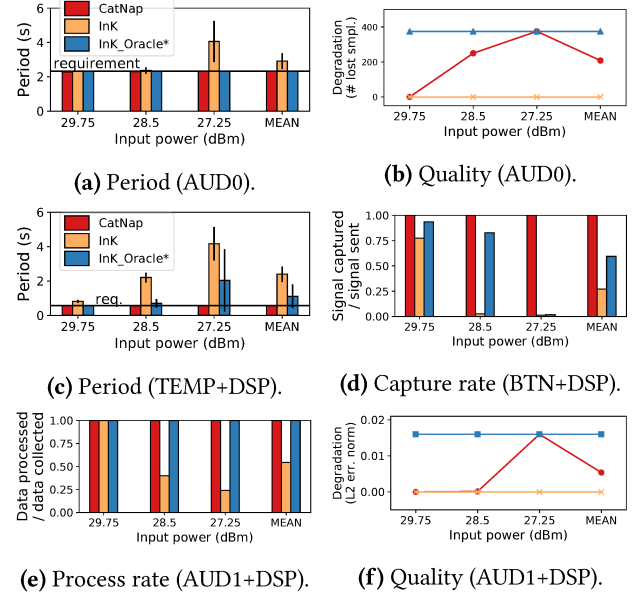 CatNap
InK
InK_Oracle*
requirement
Period (s)
6
4
2
0
29.75 28.5 27.25 MEAN
Input power (dBm)
(a) Period (AUD0).
Degradation
(# lost smpl.)
400
200
0
29.75 28.5 27.25 MEAN
Input power (dBm)
(b) Quality (AUD0).
CatNap
InK
InK_Oracle*
req.
Period (s)
6
4
2
0
29.75 28.5 27.25 MEAN
Input power (dBm)
(c) Period (TEMP+DSP).
Signal captured
/ signal sent
1.00
0.75
0.50
0.25
0.00
29.75 28.5 27.25 MEAN
Input power (dBm)
(d) Capture rate (BTN+DSP).
Data processed
/ data collected
1.00
0.75
0.50
0.25
0.00
29.75 28.5 27.25 MEAN
Input power (dBm)
(e) Process rate (AUD1+DSP).
Degradation
(L2 err. norm)
0.02
0.01
0.00
29.75 28.5 27.25 MEAN
Input power (dBm)
(f) Quality (AUD1+DSP).